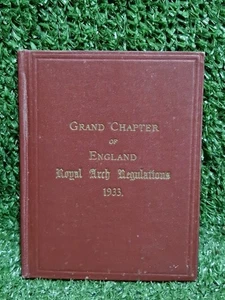 GRAND CHAPTER
OF
ENGLAND
Royal Arch Regulations
1933.